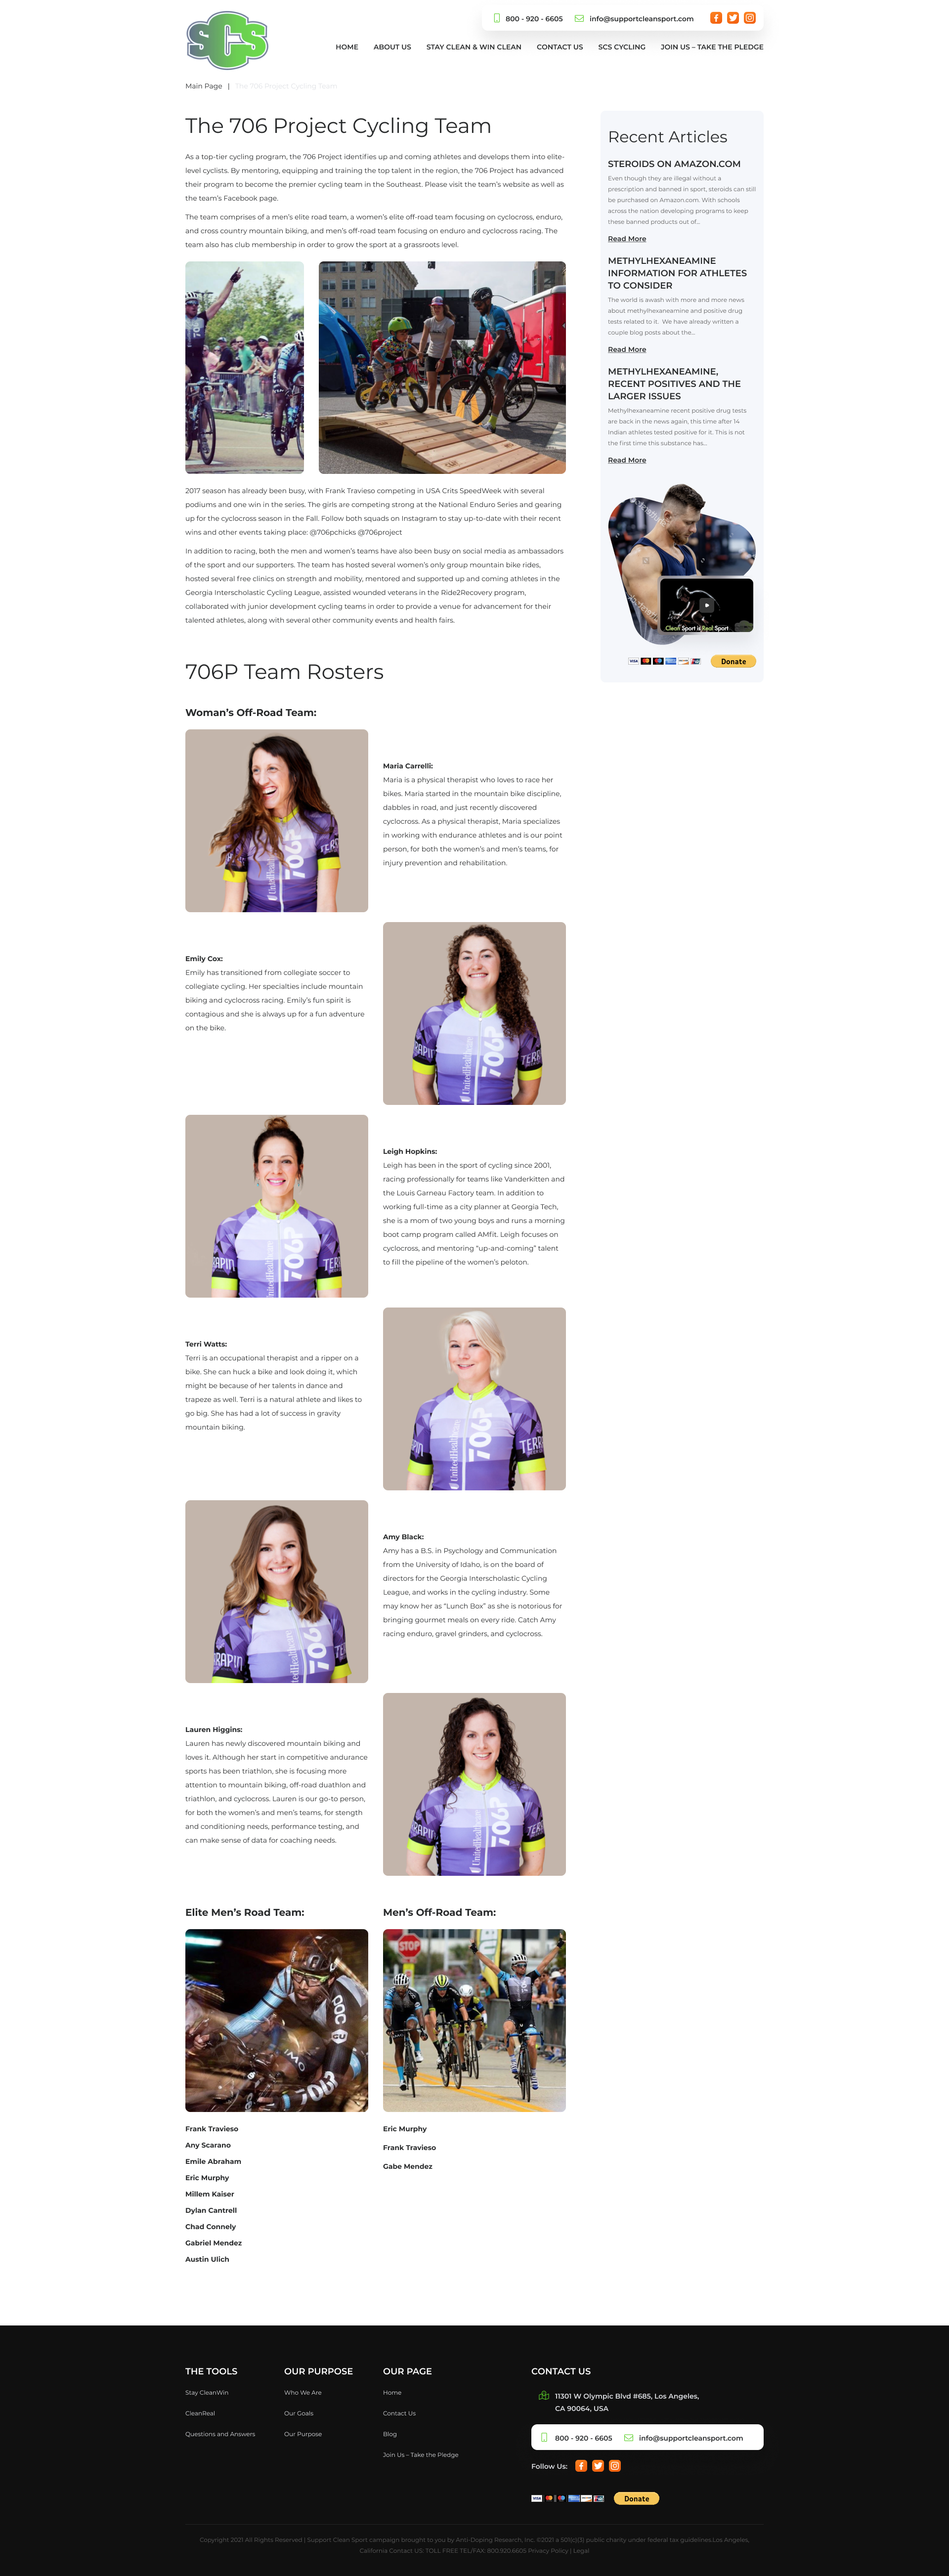 SCS
800 - 920 - 6605
info@supportcleansport.com
HOME
ABOUT US
STAY CLEAN & WIN CLEAN
CONTACT US
SCS CYCLING
JOIN US – TAKE THE PLEDGE
Main Page | The 706 Project Cycling Team
The 706 Project Cycling Team
As a top-tier cycling program, the 706 Project identifies up and coming athletes and develops them into elite-
level cyclists. By mentoring, equipping and training the top talent in the region, the 706 Project has advanced
their program to become the premier cycling team in the Southeast. Please visit the team’s website as well as
the team’s Facebook page.
The team comprises of a men’s elite road team, a women’s elite off-road team focusing on cyclocross, enduro,
and cross country mountain biking, and men’s off-road team focusing on enduro and cyclocross racing. The
team also has club membership in order to grow the sport at a grassroots level.
2017 season has already been busy, with Frank Travieso competing in USA Crits SpeedWeek with several
podiums and one win in the series. The girls are competing strong at the National Enduro Series and gearing
up for the cyclocross season in the Fall. Follow both squads on Instagram to stay up-to-date with their recent
wins and other events taking place: @706pchicks @706project
In addition to racing, both the men and women’s teams have also been busy on social media as ambassadors
of the sport and our supporters. The team has hosted several women’s only group mountain bike rides,
hosted several free clinics on strength and mobility, mentored and supported up and coming athletes in the
Georgia Interscholastic Cycling League, assisted wounded veterans in the Ride2Recovery program,
collaborated with junior development cycling teams in order to provide a venue for advancement for their
talented athletes, along with several other community events and health fairs.
Recent Articles
STEROIDS ON AMAZON.COM
Even though they are illegal without a
prescription and banned in sport, steroids can still
be purchased on Amazon.com. With schools
across the nation developing programs to keep
these banned products out of...
Read More
METHYLHEXANEAMINE
INFORMATION FOR ATHLETES
TO CONSIDER
The world is awash with more and more news
about methylhexaneamine and positive drug
tests related to it.  We have already written a
couple blog posts about the...
Read More
METHYLHEXANEAMINE,
RECENT POSITIVES AND THE
LARGER ISSUES
Methylhexaneamine recent positive drug tests
are back in the news again, this time after 14
Indian athletes tested positive for it. This is not
the first time this substance has...
Read More
Clean Sport is Real Sport
VISA
Donate
706P Team Rosters
Woman’s Off-Road Team:
UnitedHealthcare
706P
Maria Carrelli:
Maria is a physical therapist who loves to race her
bikes. Maria started in the mountain bike discipline,
dabbles in road, and just recently discovered
cyclocross. As a physical therapist, Maria specializes
in working with endurance athletes and is our point
person, for both the women’s and men’s teams, for
injury prevention and rehabilitation.
Emily Cox:
Emily has transitioned from collegiate soccer to
collegiate cycling. Her specialties include mountain
biking and cyclocross racing. Emily’s fun spirit is
contagious and she is always up for a fun adventure
on the bike.
UnitedHealthcare
706P
706P
Leigh Hopkins:
Leigh has been in the sport of cycling since 2001,
racing professionally for teams like Vanderkitten and
the Louis Garneau Factory team. In addition to
working full-time as a city planner at Georgia Tech,
she is a mom of two young boys and runs a morning
boot camp program called AMfit. Leigh focuses on
cyclocross, and mentoring “up-and-coming” talent
to fill the pipeline of the women’s peloton.
Terri Watts:
Terri is an occupational therapist and a ripper on a
bike. She can huck a bike and look doing it, which
might be because of her talents in dance and
trapeze as well. Terri is a natural athlete and likes to
go big. She has had a lot of success in gravity
mountain biking.
UnitedHealthcare
706P
UnitedHealthcare
706P
Amy Black:
Amy has a B.S. in Psychology and Communication
from the University of Idaho, is on the board of
directors for the Georgia Interscholastic Cycling
League, and works in the cycling industry. Some
may know her as “Lunch Box” as she is notorious for
bringing gourmet meals on every ride. Catch Amy
racing enduro, gravel grinders, and cyclocross.
Lauren Higgins:
Lauren has newly discovered mountain biking and
loves it. Although her start in competitive andurance
sports has been triathlon, she is focusing more
attention to mountain biking, off-road duathlon and
triathlon, and cyclocross. Lauren is our go-to person,
for both the women’s and men’s teams, for stength
and conditioning needs, performance testing, and
can make sense of data for coaching needs.
UnitedHealthcare
706P
Elite Men’s Road Team:
Men’s Off-Road Team:
GU
706P
STOP
Frank Travieso
Any Scarano
Emile Abraham
Eric Murphy
Millem Kaiser
Dylan Cantrell
Chad Connely
Gabriel Mendez
Austin Ulich
Eric Murphy
Frank Travieso
Gabe Mendez
THE TOOLS
Stay CleanWin
CleanReal
Questions and Answers
OUR PURPOSE
Who We Are
Our Goals
Our Purpose
OUR PAGE
Home
Contact Us
Blog
Join Us – Take the Pledge
CONTACT US
11301 W Olympic Blvd #685, Los Angeles,
CA 90064, USA
800 - 920 - 6605
info@supportcleansport.com
Follow Us:
VISA
Donate
Copyright 2021 All Rights Reserved | Support Clean Sport campaign brought to you by Anti-Doping Research, Inc. ©2021 a 501(c)(3) public charity under federal tax guidelines.Los Angeles,
California Contact US: TOLL FREE TEL/FAX: 800.920.6605 Privacy Policy | Legal